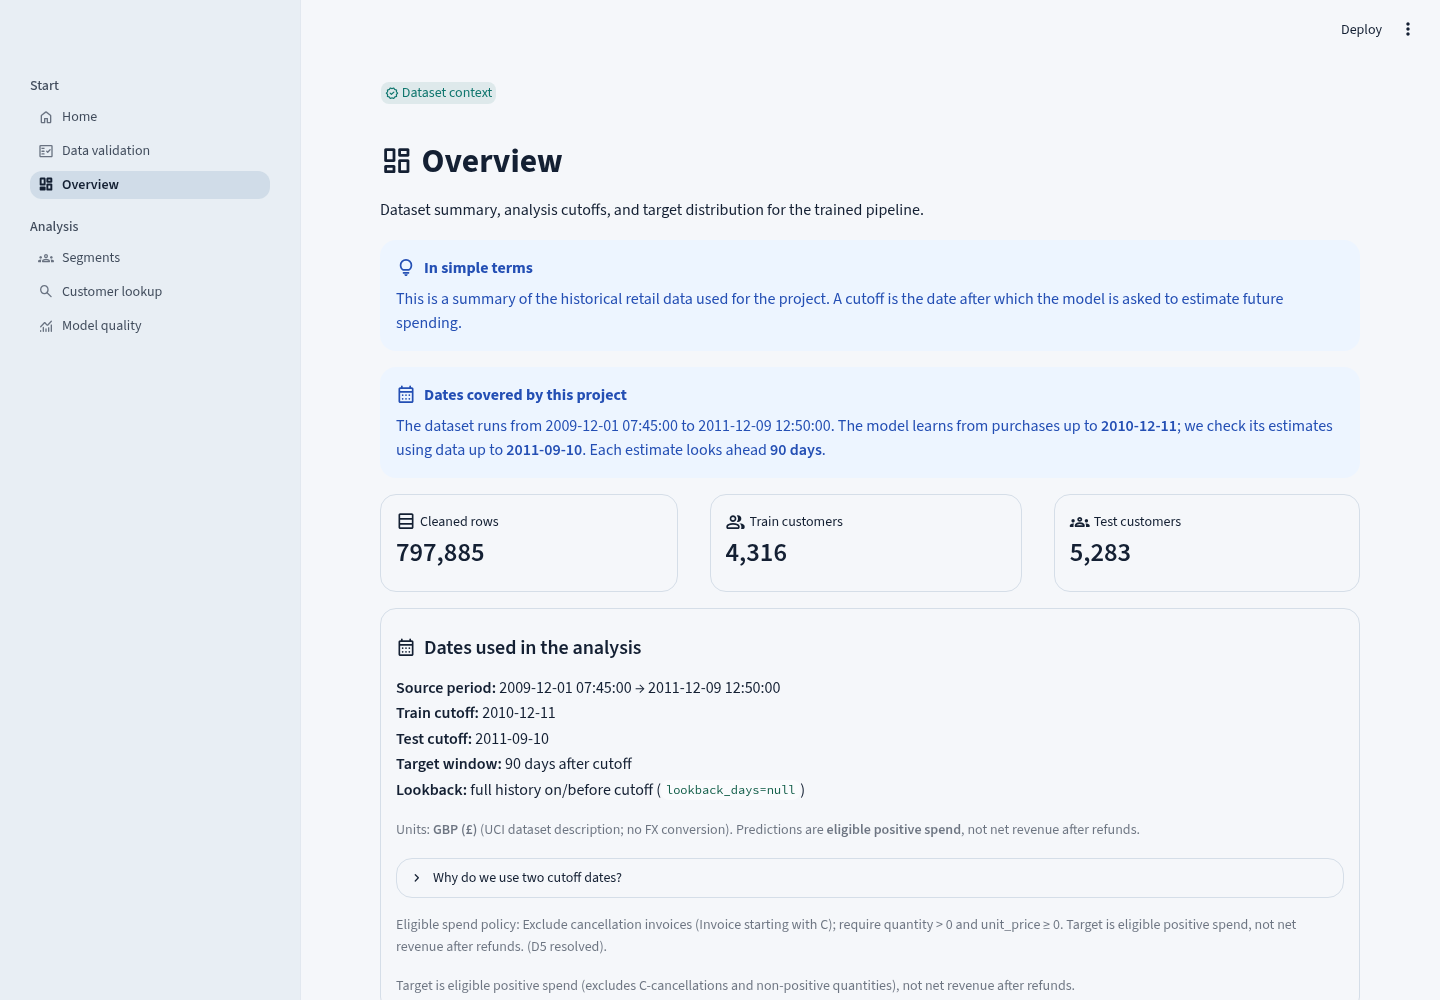 Deploy
Start
Home
Data validation
Overview
Analysis
Segments
Customer lookup
Model quality
Dataset context
Overview
Dataset summary, analysis cutoffs, and target distribution for the trained pipeline.
In simple terms
This is a summary of the historical retail data used for the project. A cutoff is the date after which the model is asked to estimate future
spending.
Dates covered by this project
The dataset runs from 2009-12-01 07:45:00 to 2011-12-09 12:50:00. The model learns from purchases up to 2010-12-11; we check its estimates
using data up to 2011-09-10. Each estimate looks ahead 90 days.
Cleaned rows
797,885
Train customers
4,316
Test customers
5,283
Dates used in the analysis
Source period: 2009-12-01 07:45:00 → 2011-12-09 12:50:00
Train cutoff: 2010-12-11
Test cutoff: 2011-09-10
Target window: 90 days after cutoff
Lookback: full history on/before cutoff ( lookback_days=null )
Units: GBP (£) (UCI dataset description; no FX conversion). Predictions are eligible positive spend, not net revenue after refunds.
Why do we use two cutoff dates?
Eligible spend policy: Exclude cancellation invoices (Invoice starting with C); require quantity > 0 and unit_price ≥ 0. Target is eligible positive spend, not net
revenue after refunds. (D5 resolved).
Target is eligible positive spend (excludes C-cancellations and non-positive quantities), not net revenue after refunds.